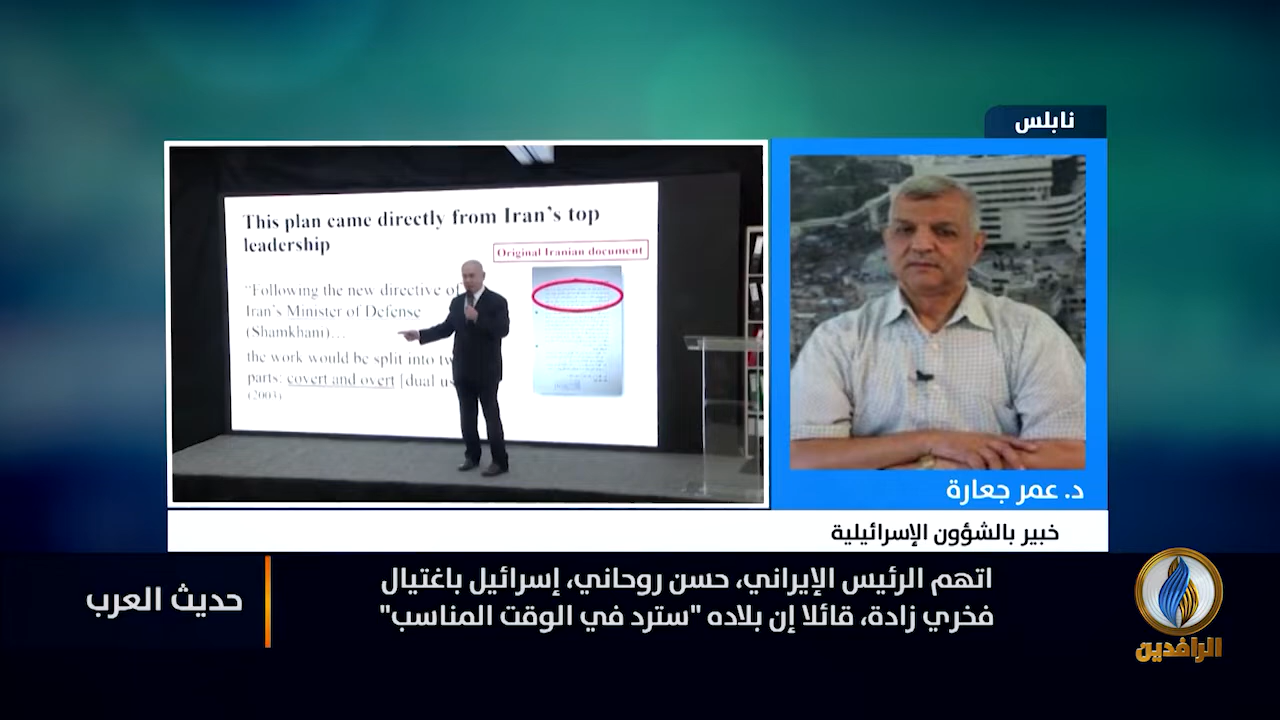 نابلس
This plan came directly from Iran's top
leadership
Original Iranian document
"Following the new directive of
Iran's Minister of Defense
(Shamkhani)...
the work would be split into tw
parts: covert and overt [dual us
(2003)
د. عمر جعارة
خبير بالشؤون الإسرائيلية
اتهم الرئيس الإيراني، حسن روحاني، إسرائيل باغتيال
فخري زادة، قائلا إن بلاده "سترد في الوقت المناسب"
حديث العرب
الرافدين